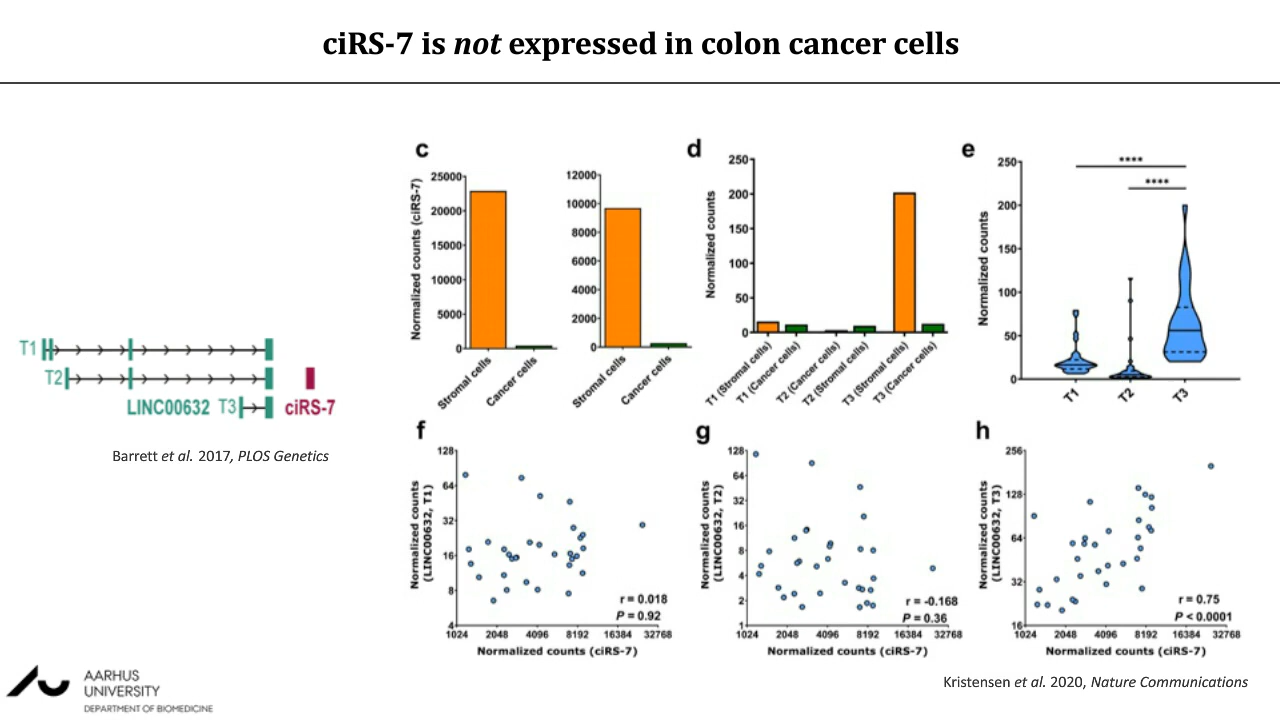 ciRS-7 is not expressed in colon cancer cells
T1
T2
LINC00632 T3 ciRS-7
Barrett et al. 2017, PLOS Genetics
c
Normalized counts (ciRS-7)
25000
20000
15000
10000
5000
0
Stromal cells
Cancer cells
12000
10000
8000
6000
4000
2000
0
Stromal cells
Cancer cells
d
Normalized counts
250
200
150
100
50
0
T1 (Stromal cells)
T1 (Cancer cells)
T2 (Cancer cells)
T2 (Stromal cells)
T3 (Stromal cells)
T3 (Cancer cells)
e
Normalized counts
250
200
150
100
50
0
****
****
T1
T2
T3
f
Normalized counts
(LINC00632, T1)
128
64
32
16
8
4
r = 0.018
P = 0.92
1024 2048 4096 8192 16384 32768
Normalized counts (ciRS-7)
g
Normalized counts
(LINC00632, T2)
128
64
32
16
8
4
2
1
r = -0.168
P = 0.36
1024 2048 4096 8192 16384 32768
Normalized counts (ciRS-7)
h
Normalized counts
(LINC00632, T3)
256
128
64
32
16
r = 0.75
P < 0.0001
1024 2048 4096 8192 16384 32768
Normalized counts (ciRS-7)
AARHUS
UNIVERSITY
DEPARTMENT OF BIOMEDICINE
Kristensen et al. 2020, Nature Communications